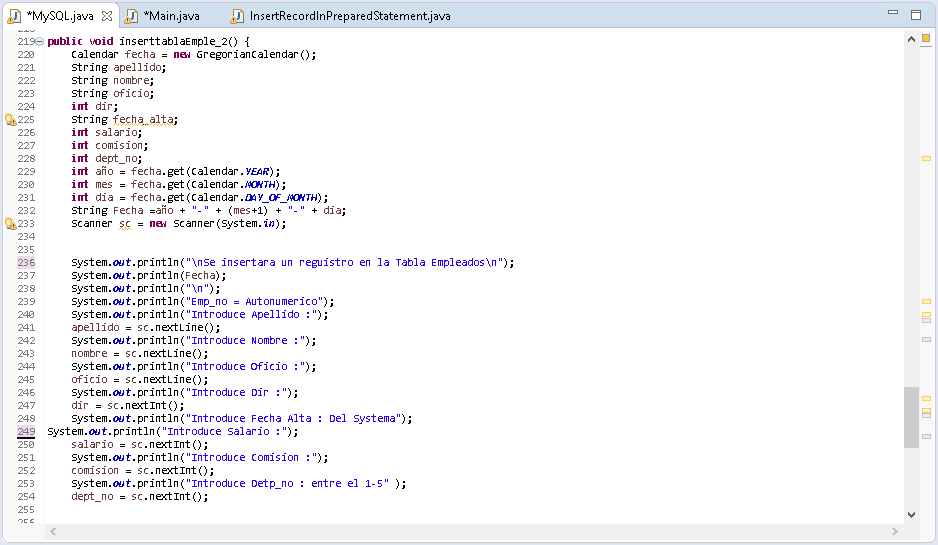 *MySQL.java *Main.java InsertRecordInPreparedStatement.java
219 public void inserttablaEmple_2() {
220 Calendar fecha = new GregorianCalendar();
221 String apellido;
222 String nombre;
223 String oficio;
224 int dir;
225 String fecha_alta;
226 int salario;
227 int comision;
228 int dept_no;
229 int año = fecha.get(Calendar.YEAR);
230 int mes = fecha.get(Calendar.MONTH);
231 int dia = fecha.get(Calendar.DAY_OF_MONTH);
232 String Fecha =año + "-" + (mes+1) + "-" + dia;
233 Scanner sc = new Scanner(System.in);
234
235
236 System.out.println("\nSe insertara un reguistro en la Tabla Empleados\n");
237 System.out.println(Fecha);
238 System.out.println("\n");
239 System.out.println("Emp_no = Autonumerico");
240 System.out.println("Introduce Apellido :");
241 apellido = sc.nextLine();
242 System.out.println("Introduce Nombre :");
243 nombre = sc.nextLine();
244 System.out.println("Introduce Oficio :");
245 oficio = sc.nextLine();
246 System.out.println("Introduce Dir :");
247 dir = sc.nextInt();
248 System.out.println("Introduce Fecha Alta : Del Systema");
249 System.out.println("Introduce Salario :");
250 salario = sc.nextInt();
251 System.out.println("Introduce Comision :");
252 comision = sc.nextInt();
253 System.out.println("Introduce Detp_no : entre el 1-5" );
254 dept_no = sc.nextInt();
255